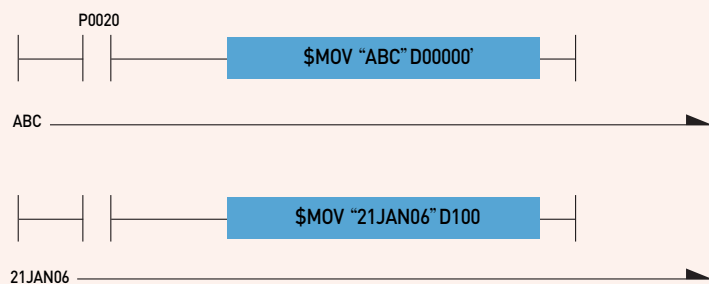 P0020
$MOV “ABC” D00000’
ABC
$MOV “21JAN06” D100
21JAN06